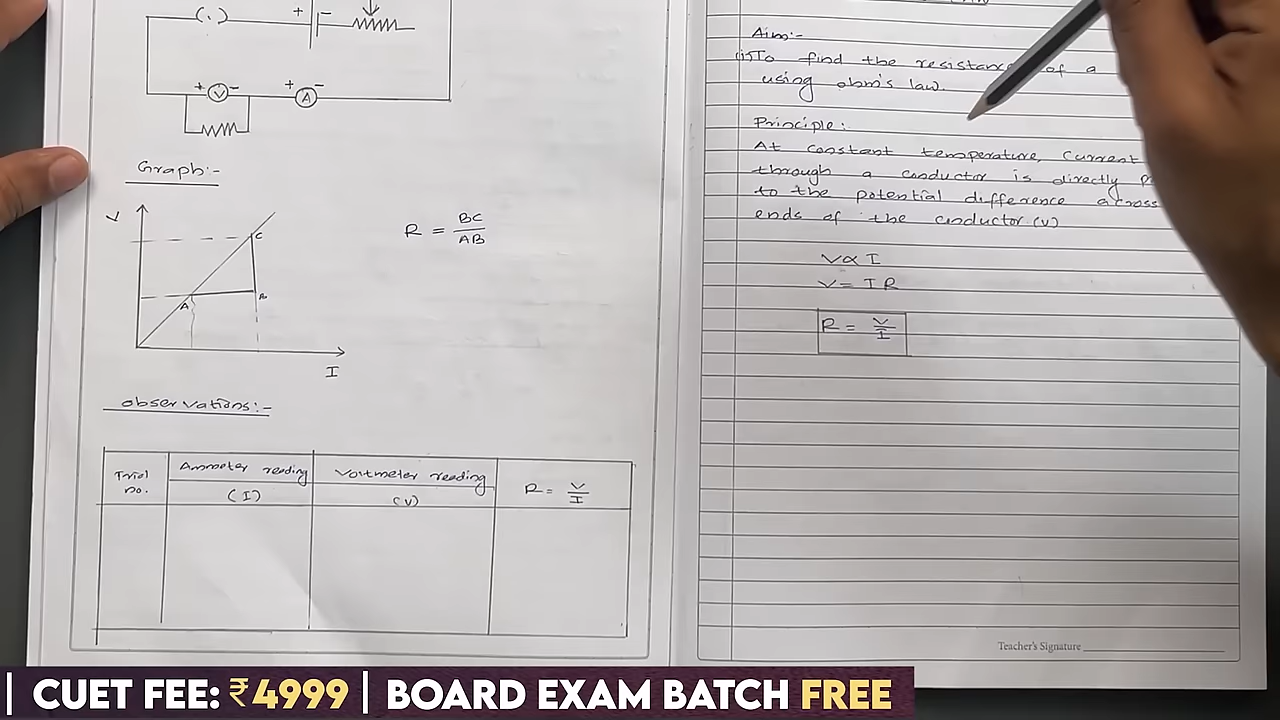 (.)
+ -
+ V -
+ A -
Graph:-
V
C
A
B
I
R = BC/AB
observations:-
Trial no.
Ammeter reading
(I)
Voltmeter reading
(V)
R = V/I
Aim:-
To find the resistance of a
using ohm's law.
Principle:
At constant temperature, Current
through a conductor is directly
to the potential difference across
ends of the conductor (V)
V∝I
V = IR
R = V/I
Teacher's Signature
| CUET FEE: ₹4999 | BOARD EXAM BATCH FREE